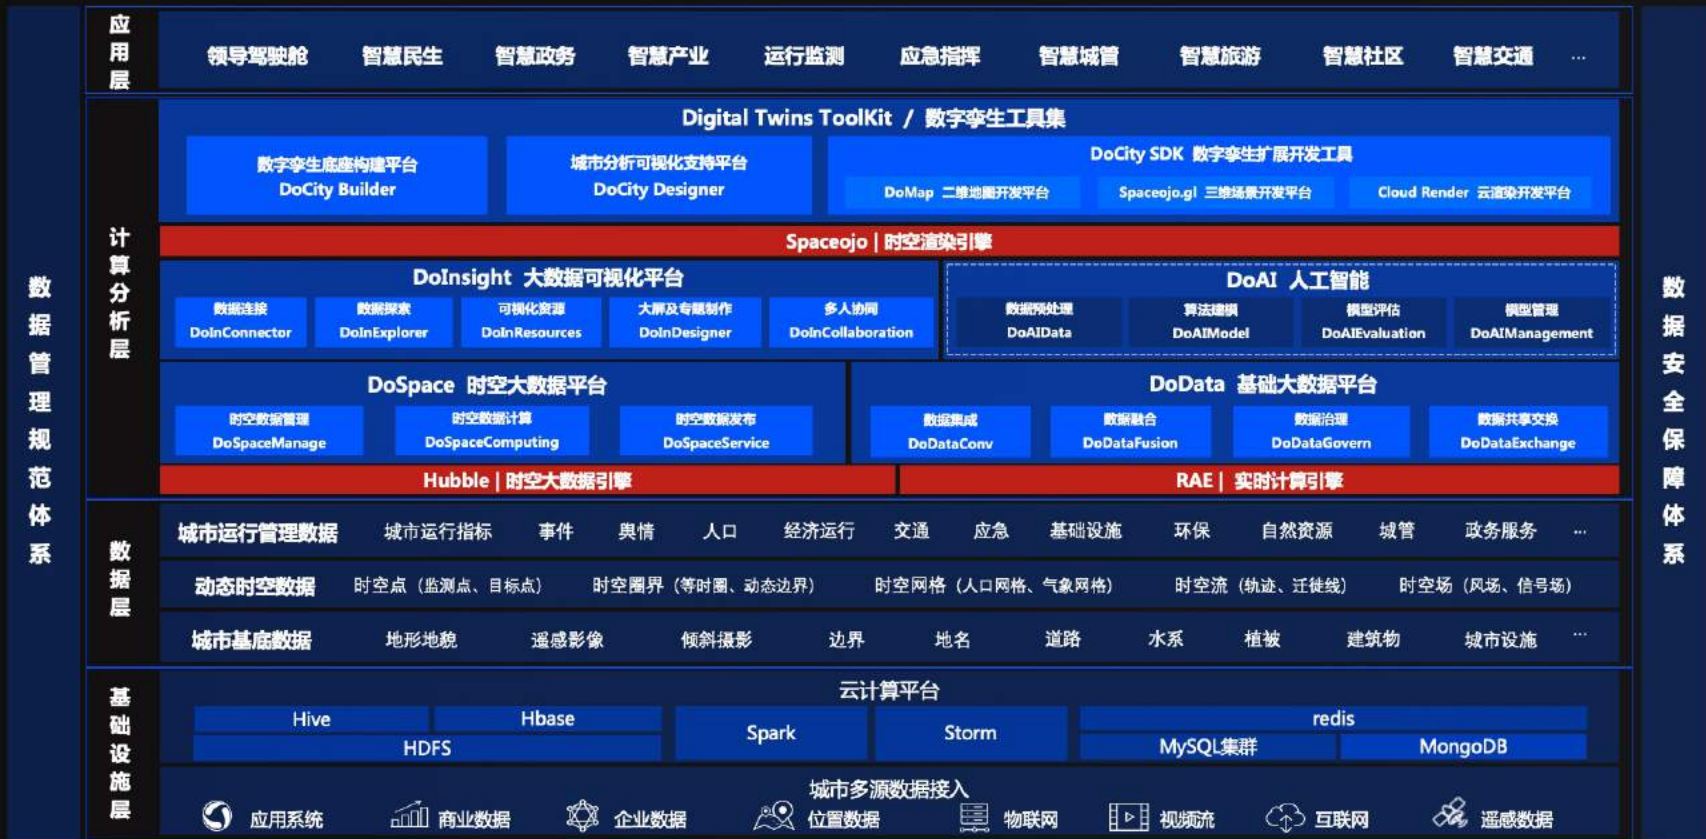 应用层
领导驾驶舱 智慧民生 智慧政务 智慧产业 运行监测 应急指挥 智慧城管 智慧旅游 智慧社区 智慧交通 ...
数据管理规范体系
数据安全保障体系
计算分析层
Digital Twins ToolKit / 数字孪生工具集
数字孪生底座构建平台
DoCity Builder
城市分析可视化支持平台
DoCity Designer
DoCity SDK 数字孪生扩展开发工具
DoMap 二维地图开发平台 Spaceojo.gl 三维场景开发平台 Cloud Render 云渲染开发平台
Spaceojo | 时空渲染引擎
DoInsight 大数据可视化平台
数据连接 数据探索 可视化资源 大屏及专题制作 多人协同
DoInConnector DoInExplorer DoInResources DoInDesigner DoInCollaboration
DoAI 人工智能
数据预处理 算法建模 模型评估 模型管理
DoAIData DoAIModel DoAIEvaluation DoAIManagement
DoSpace 时空大数据平台
时空数据管理 时空数据计算 时空数据发布
DoSpaceManage DoSpaceComputing DoSpaceService
DoData 基础大数据平台
数据集成 数据融合 数据治理 数据共享交换
DoDataConv DoDataFusion DoDataGovern DoDataExchange
Hubble | 时空大数据引擎
RAE | 实时计算引擎
数据层
城市运行管理数据 城市运行指标 事件 舆情 人口 经济运行 交通 应急 基础设施 环保 自然资源 城管 政务服务 ...
动态时空数据 时空点（监测点、目标点） 时空圈界（等时圈、动态边界） 时空网格（人口网格、气象网格） 时空流（轨迹、迁徙线） 时空场（风场、信号场）
城市基底数据 地形地貌 遥感影像 倾斜摄影 边界 地名 道路 水系 植被 建筑物 城市设施 ...
基础设施层
云计算平台
Hive Hbase
HDFS
Spark Storm
redis
MySQL集群 MongoDB
城市多源数据接入
应用系统 商业数据 企业数据 位置数据 物联网 视频流 互联网 遥感数据